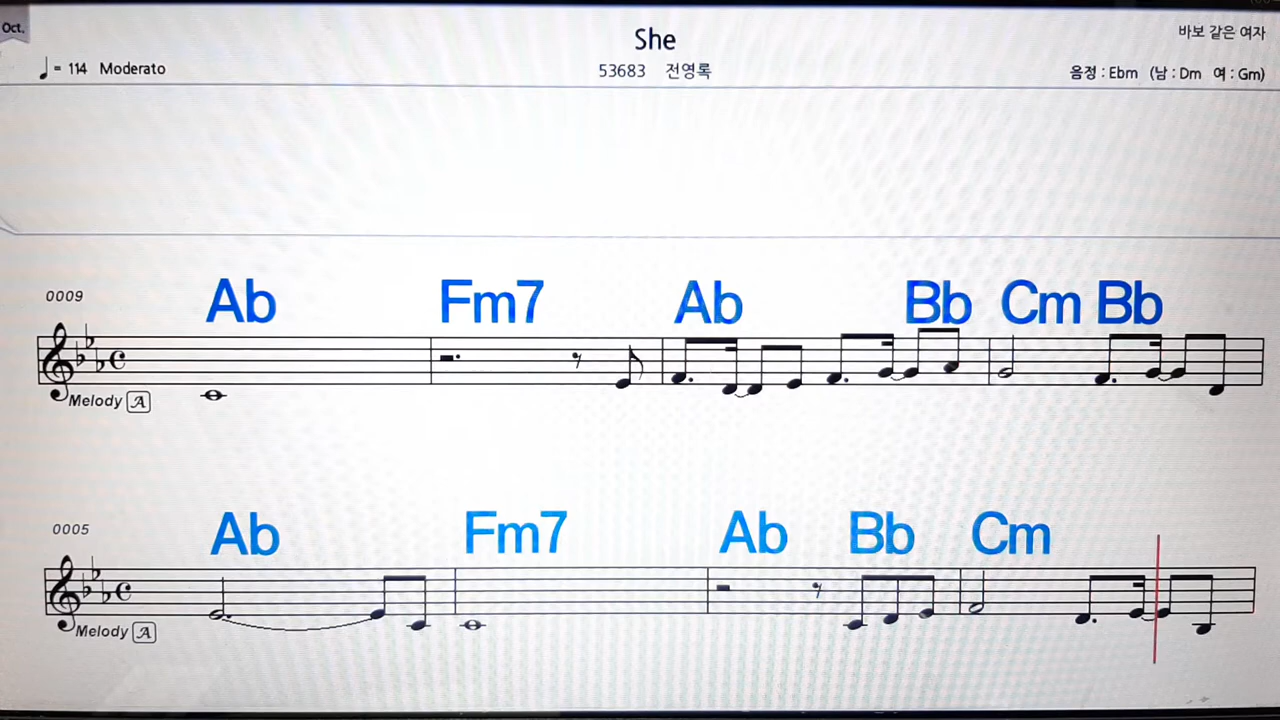 Oct.
She
바보 같은 여자
♩ = 114 Moderato
53683 전영록
음정 : Ebm (남 : Dm 여 : Gm)
0009
Ab Fm7 Ab Bb Cm Bb
Melody A
0005
Ab Fm7 Ab Bb Cm
Melody A